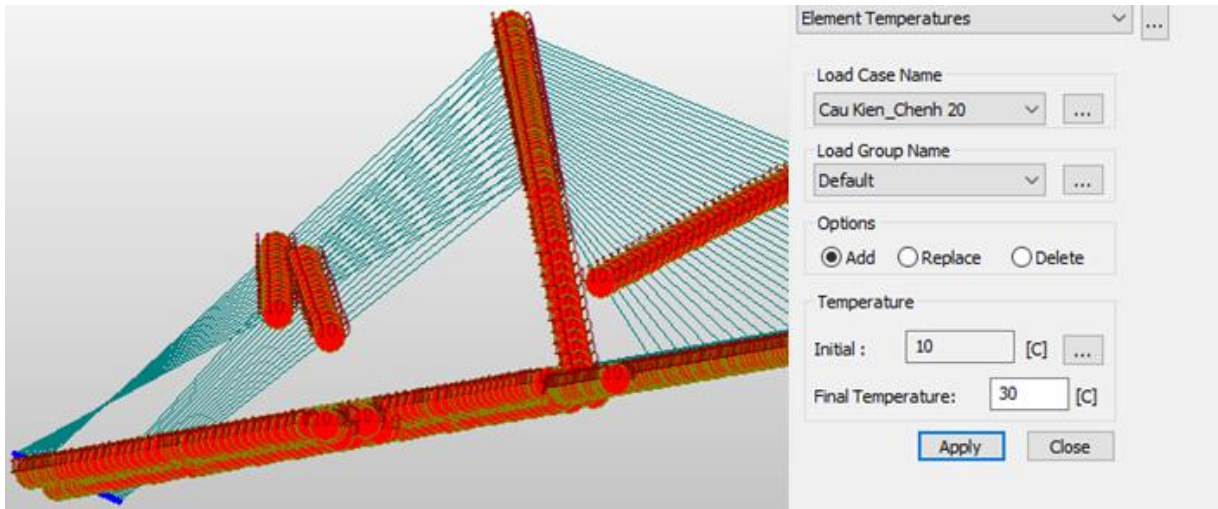 Element Temperatures
...
Load Case Name
Cau Kien_Chenh 20
...
Load Group Name
Default
...
Options
Add Replace Delete
Temperature
Initial : 10 [C] ...
Final Temperature: 30 [C]
Apply Close